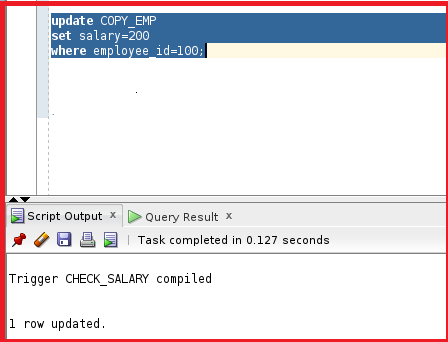 update COPY_EMP
set salary=200
where employee_id=100;
Script Output x Query Result x
Task completed in 0.127 seconds
Trigger CHECK_SALARY compiled
1 row updated.